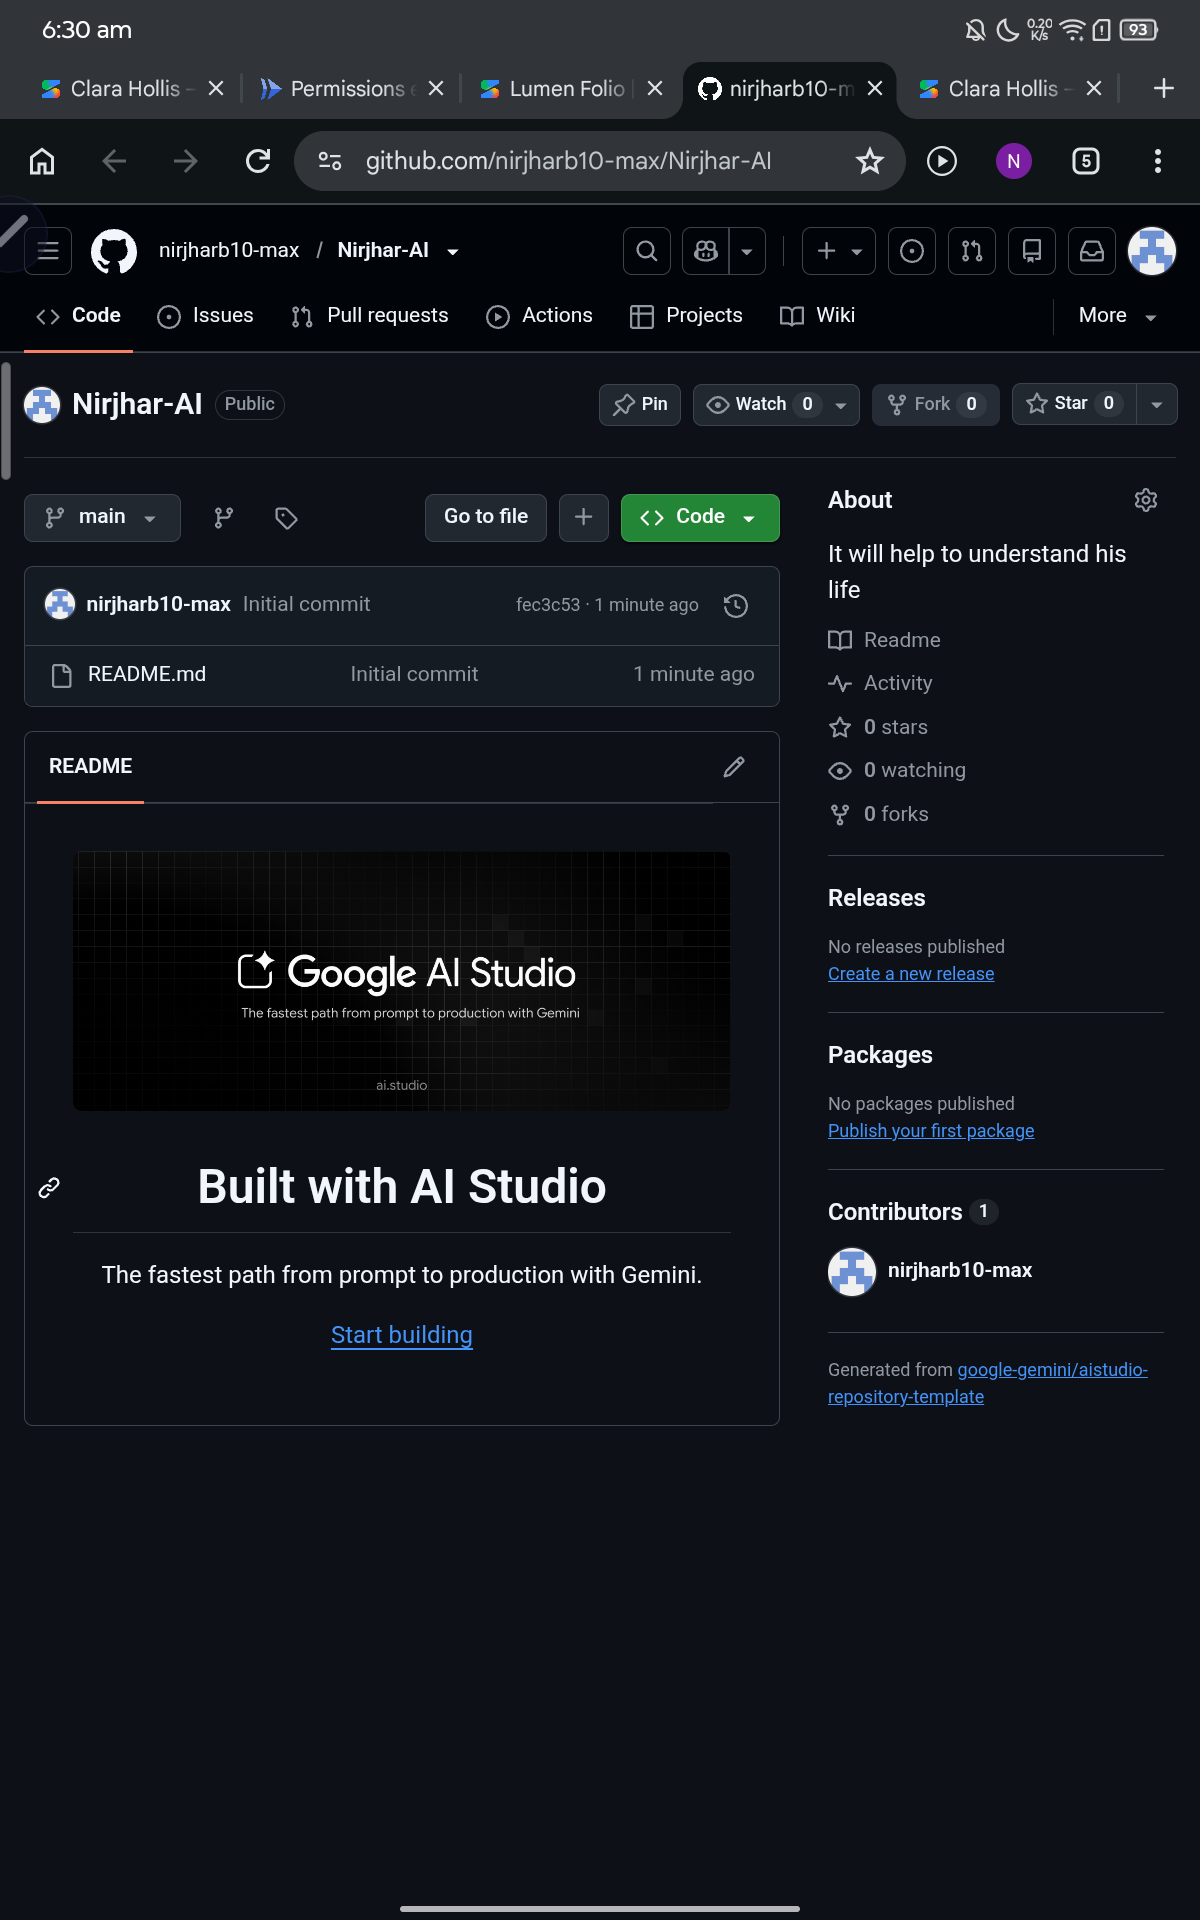 6:30 am
0.20
K/s
93
Clara Hollis -
Permissions
Lumen Folio
nirjharb10-m
Clara Hollis -
github.com/nirjharb10-max/Nirjhar-AI
N
5
nirjharb10-max / Nirjhar-AI
Code
Issues
Pull requests
Actions
Projects
Wiki
More
Nirjhar-AI
Public
Pin
Watch 0
Fork 0
Star 0
main
Go to file
Code
nirjharb10-max Initial commit
fec3c53 · 1 minute ago
README.md
Initial commit
1 minute ago
README
Google AI Studio
The fastest path from prompt to production with Gemini
ai.studio
Built with AI Studio
The fastest path from prompt to production with Gemini.
Start building
About
It will help to understand his
life
Readme
Activity
0 stars
0 watching
0 forks
Releases
No releases published
Create a new release
Packages
No packages published
Publish your first package
Contributors 1
nirjharb10-max
Generated from google-gemini/aistudio-
repository-template